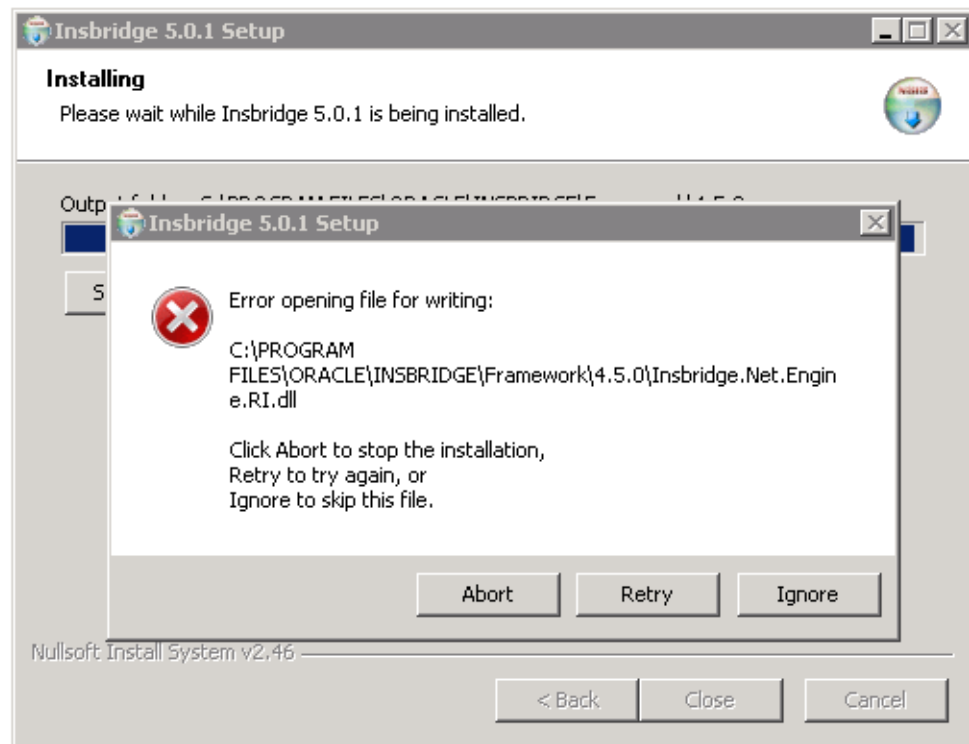 Insbridge 5.0.1 Setup
Installing
Please wait while Insbridge 5.0.1 is being installed.
Insbridge 5.0.1 Setup
Error opening file for writing:
C:\PROGRAM
FILES\ORACLE\INSBRIDGE\Framework\4.5.0\Insbridge.Net.Engin
e.RI.dll
Click Abort to stop the installation,
Retry to try again, or
Ignore to skip this file.
Abort Retry Ignore
Nullsoft Install System v2.46
< Back Close Cancel